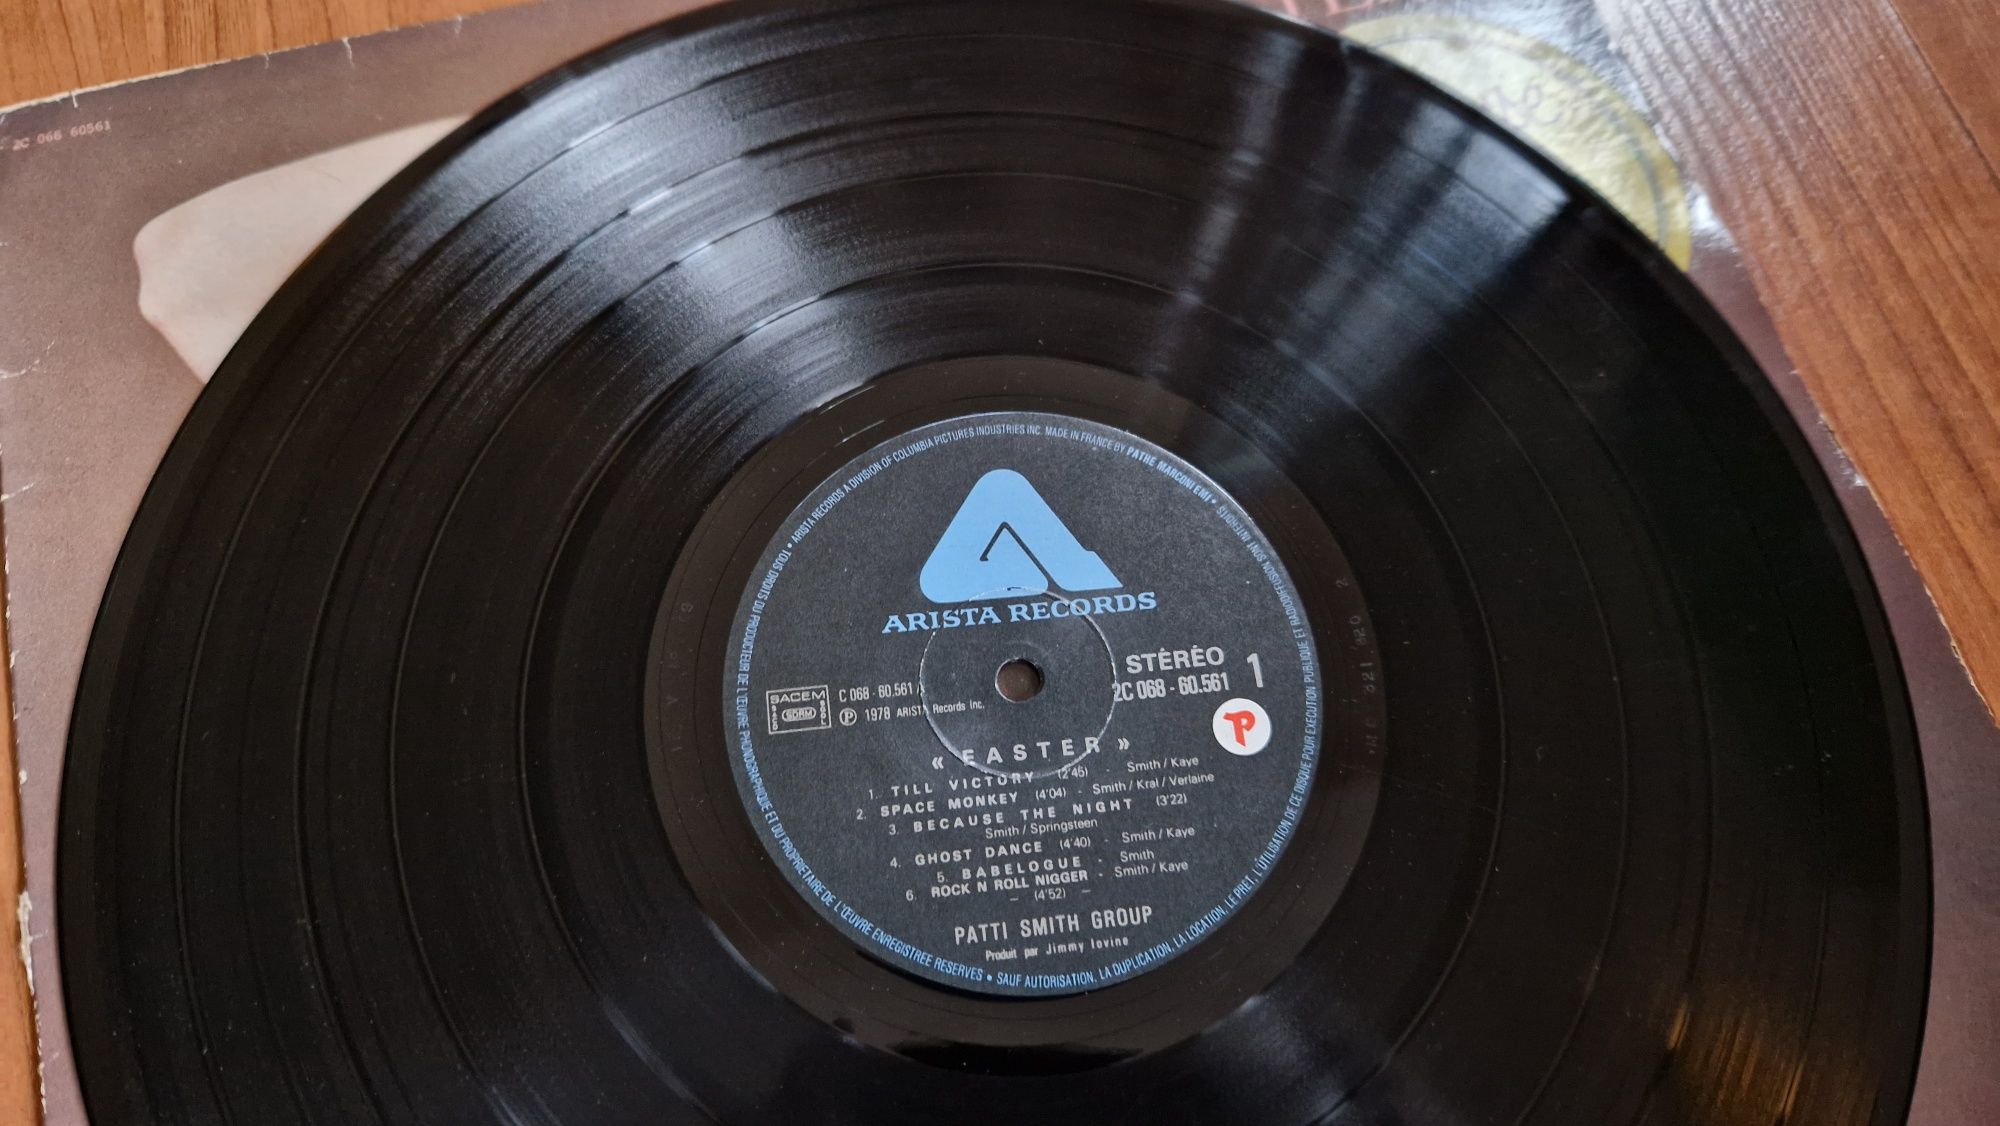 2C 068 60561
ARISTA RECORDS A DIVISION OF COLUMBIA PICTURES INDUSTRIES INC. MADE IN FRANCE BY PATHE MARCONI EMI •
TOUS DROITS DU PRODUCTEUR DE L'ŒUVRE PHONOGRAPHIQUE ET DU PROPRIETAIRE DE L'ŒUVRE ENREGISTREE RESERVES • SAUF AUTORISATION, LA DUPLICATION, LA LOCATION, LE PRET, L'UTILISATION DE CE DISQUE POUR EXECUTION PUBLIQUE ET RADIODIFFUSION SONT INTERDITS
ARISTA RECORDS
STÉRÉO
2C 068 - 60.561
1
SACEM
SDRM
C 068 - 60.561
Ⓟ 1978 ARISTA Records Inc.
« EASTER »
1. TILL VICTORY (2'45) Smith / Kaye
2. SPACE MONKEY (4'04) - Smith / Kral / Verlaine
3. BECAUSE THE NIGHT (3'22)
Smith / Springsteen
4. GHOST DANCE (4'40) - Smith / Kaye
5. BABELOGUE - Smith
6. ROCK N ROLL NIGGER - Smith / Kaye
– (4'52) –
PATTI SMITH GROUP
Produit par Jimmy Iovine